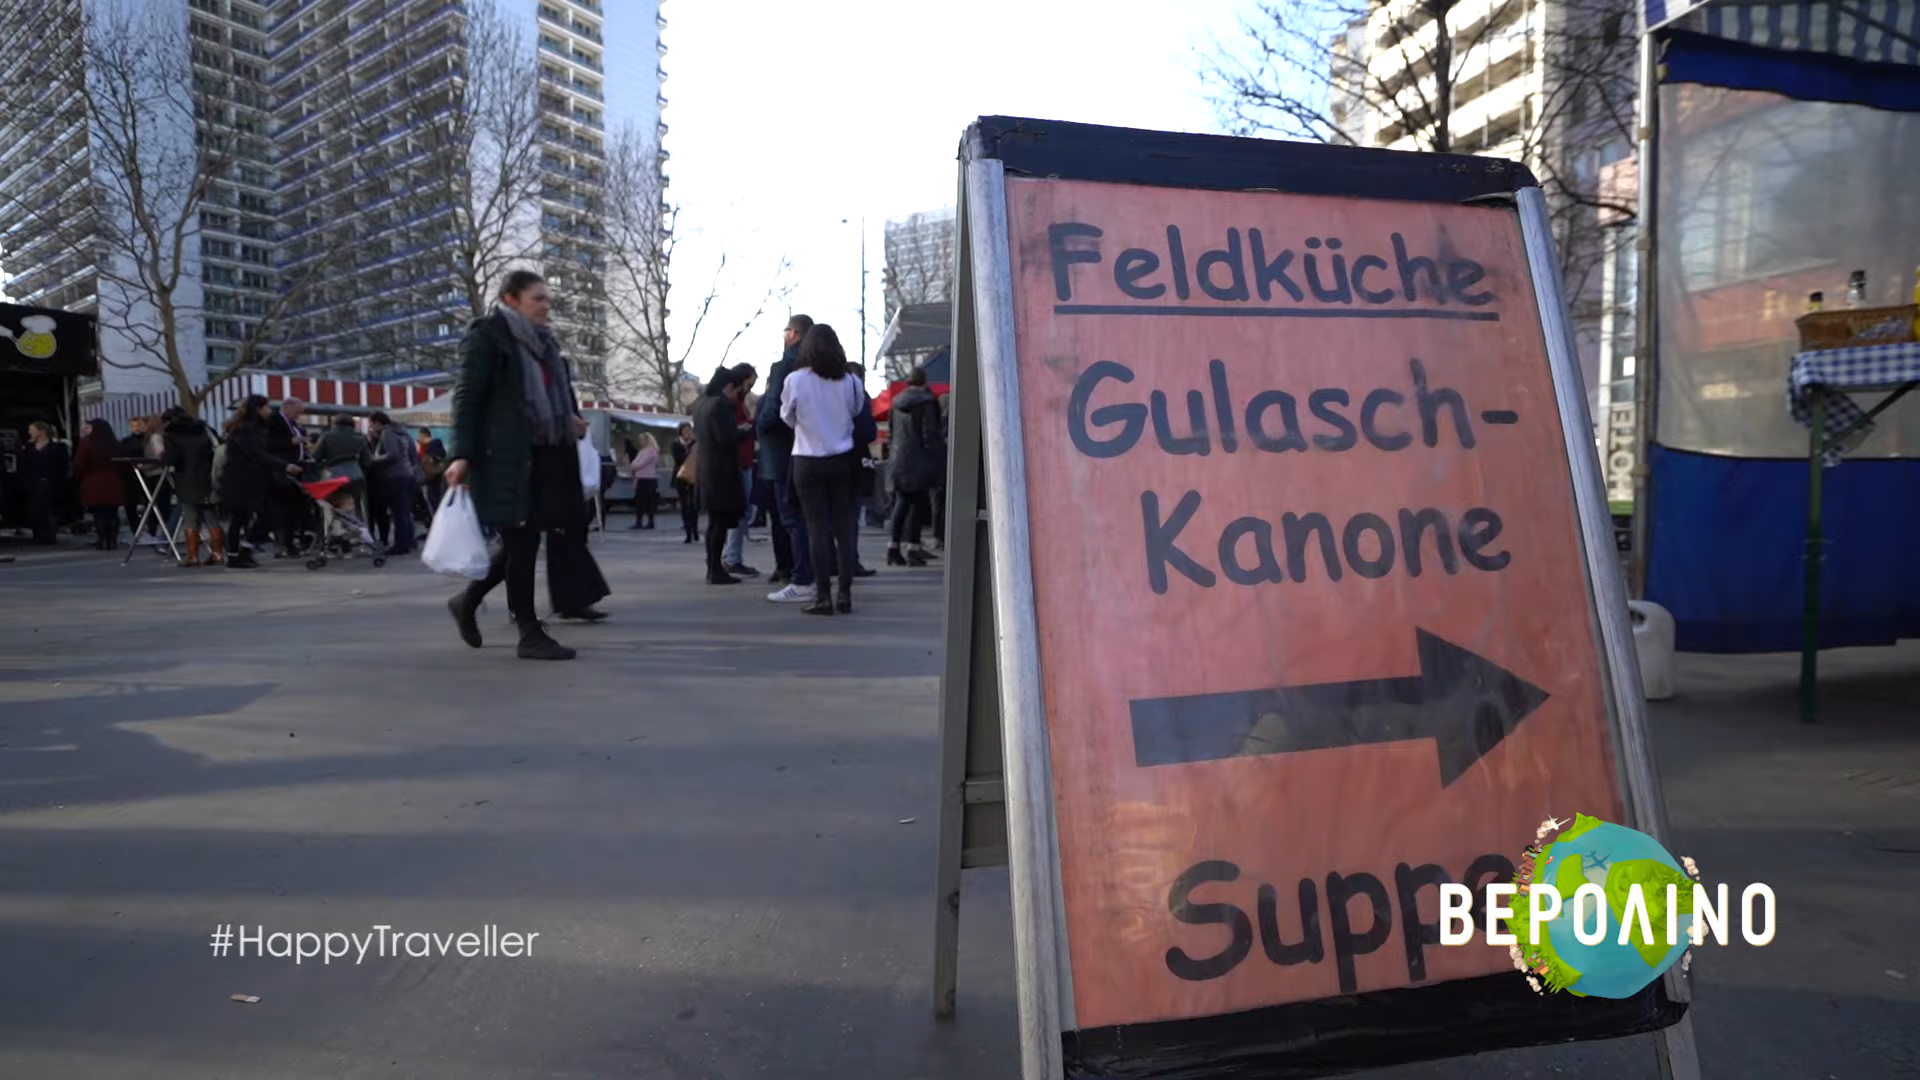 Feldküche
Gulasch-
Kanone
Suppe
HOTEL
#HappyTraveller
ΒΕΡΟΛΙΝΟ